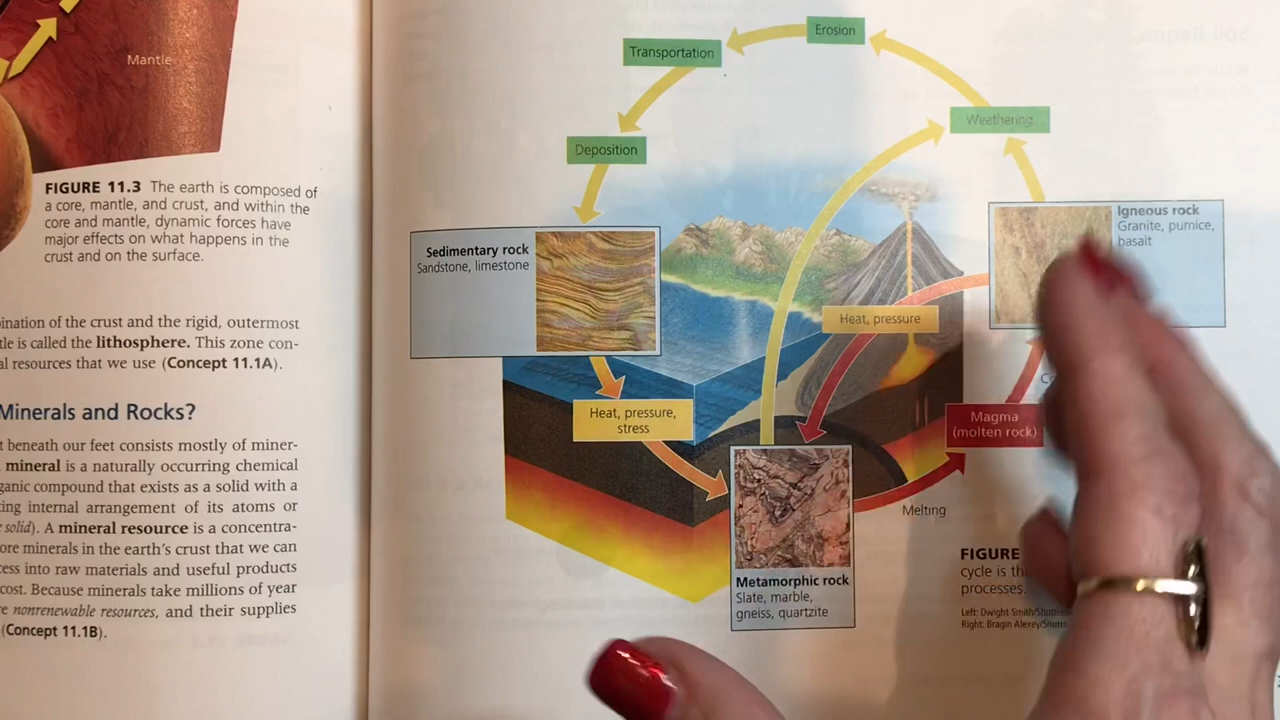 Mantle
FIGURE 11.3 The earth is composed of
a core, mantle, and crust, and within the
core and mantle, dynamic forces have
major effects on what happens in the
crust and on the surface.
ination of the crust and the rigid, outermost
tle is called the lithosphere. This zone con-
al resources that we use (Concept 11.1A).
Minerals and Rocks?
t beneath our feet consists mostly of miner-
mineral is a naturally occurring chemical
ganic compound that exists as a solid with a
ing internal arrangement of its atoms or
solid). A mineral resource is a concentra-
ore minerals in the earth's crust that we can
cess into raw materials and useful products
cost. Because minerals take millions of year
e nonrenewable resources, and their supplies
(Concept 11.1B).
Erosion
Transportation
Weathering
Deposition
Igneous rock
Granite, pumice,
basalt
Sedimentary rock
Sandstone, limestone
Heat, pressure
Heat, pressure,
stress
Magma
(molten rock)
Melting
Metamorphic rock
Slate, marble,
gneiss, quartzite
FIGURE
cycle is th
processes.
Left: Dwight Smith/Shutters
Right: Bragin Alexey/Shutt